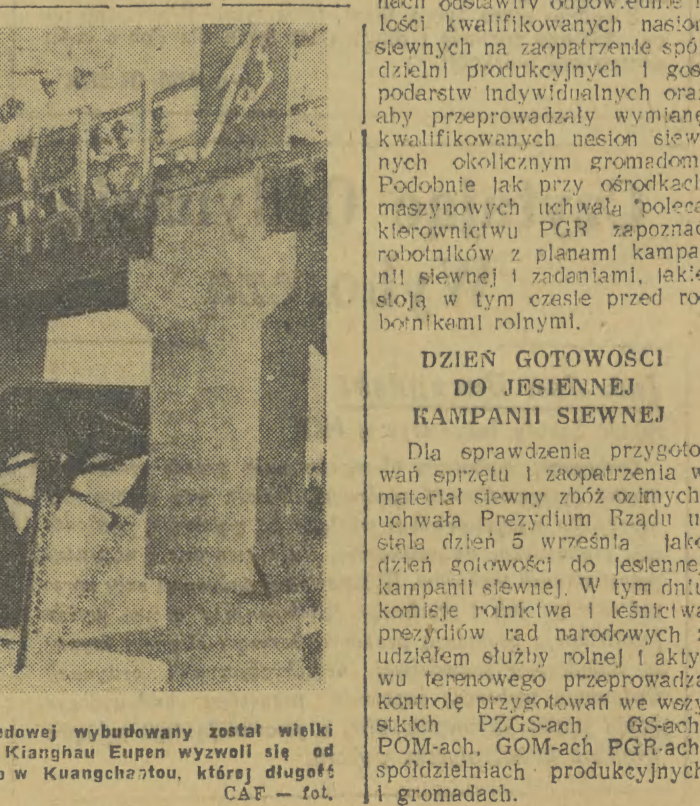 lości kwalifikowanych nasion
siewnych na zaopatrzenie spó
dzielni produkcyjnych i gos
podarstw indywidualnych ora
aby przeprowadzały wymianę
kwalifikowanych nasion siew
nych okolicznym gromadom
Podobnie jak przy ośrodkach
maszynowych uchwała poleca
kierownictwu PGR zapoznać
robotników z planami kampa
nii siewnej i zadaniami, jakie
stoją w tym czasie przed ro
botnikami rolnymi.
DZIEŃ GOTOWOŚCI
DO JESIENNEJ
KAMPANII SIEWNEJ
Dla sprawdzenia przygoto
wań sprzętu i zaopatrzenia w
materiał siewny zbóż ozimych
uchwała Prezydium Rządu u
stala dzień 5 września jako
dzień gotowości do jesiennej
kampanii siewnej. W tym dniu
komisje rolnictwa i leśnictwa
prezydiów rad narodowych z
udziałem służby rolnej i akty
wu terenowego przeprowadzą
kontrolę przygotowań we wszy
stkich PZGS-ach GS-ach
POM-ach, GOM-ach PGR-ach
spółdzielniach produkcyjnych
i gromadach.
edowej wybudowany został wielki
Kianghau Eupen wyzwoli się od
w Kuangchaotou, której długość
CAF — fot.